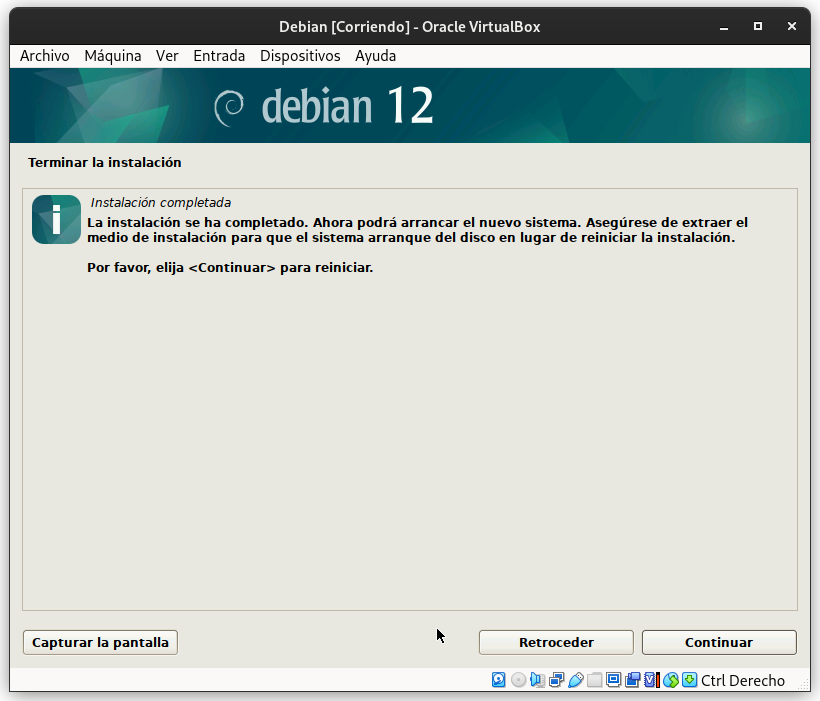 Debian [Corriendo] - Oracle VirtualBox
Archivo Máquina Ver Entrada Dispositivos Ayuda
debian 12
Terminar la instalación
Instalación completada
La instalación se ha completado. Ahora podrá arrancar el nuevo sistema. Asegúrese de extraer el
medio de instalación para que el sistema arranque del disco en lugar de reiniciar la instalación.
Por favor, elija <Continuar> para reiniciar.
Capturar la pantalla Retroceder Continuar
Ctrl Derecho